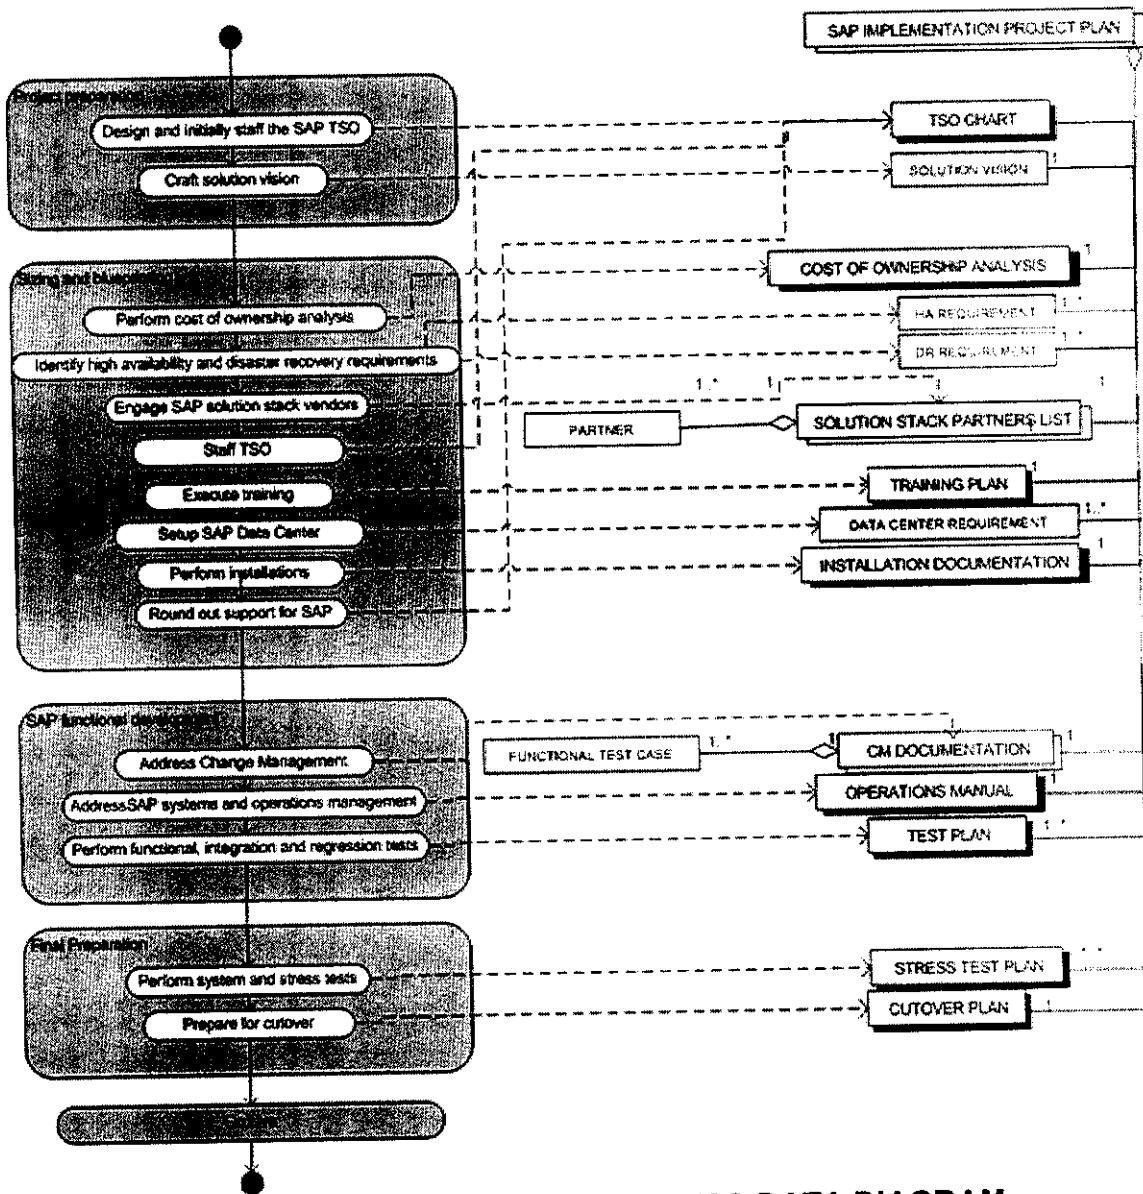 SAP IMPLEMENTATION PROJECT PLAN
Project preparation
Design and initially staff the SAP TSO
TSO CHART
1
Craft solution vision
SOLUTION VISION
1
Sizing and blueprinting
COST OF OWNERSHIP ANALYSIS
1
Perform cost of ownership analysis
HA REQUIREMENT
1..*
Identify high availability and disaster recovery requirements
DR REQUIREMENT
1..*
Engage SAP solution stack vendors
1..*
1
1
PARTNER
SOLUTION STACK PARTNERS LIST
Staff TSO
Execute training
TRAINING PLAN
1
Setup SAP Data Center
DATA CENTER REQUIREMENT
1..*
Perform installations
INSTALLATION DOCUMENTATION
1
Round out support for SAP
SAP functional development
FUNCTIONAL TEST CASE
1..*
1
CM DOCUMENTATION
1
Address Change Management
AddressSAP systems and operations management
OPERATIONS MANUAL
1
Perform functional, integration and regression tests
TEST PLAN
1..*
Final Preparation
Perform system and stress tests
STRESS TEST PLAN
Prepare for cutover
CUTOVER PLAN
1
DATA DIAGRAM